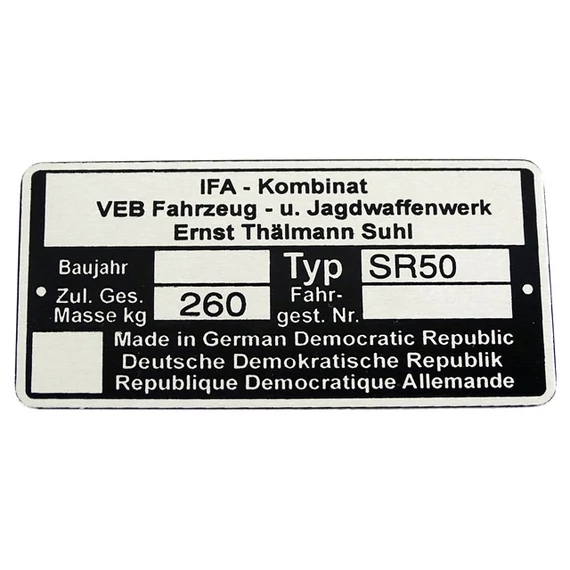 IFA - Kombinat
VEB Fahrzeug - u. Jagdwaffenwerk
Ernst Thälmann Suhl
Baujahr
Typ SR50
Zul. Ges.
Masse kg 260
Fahr-
gest. Nr.
Made in German Democratic Republic
Deutsche Demokratische Republik
Republique Democratique Allemande